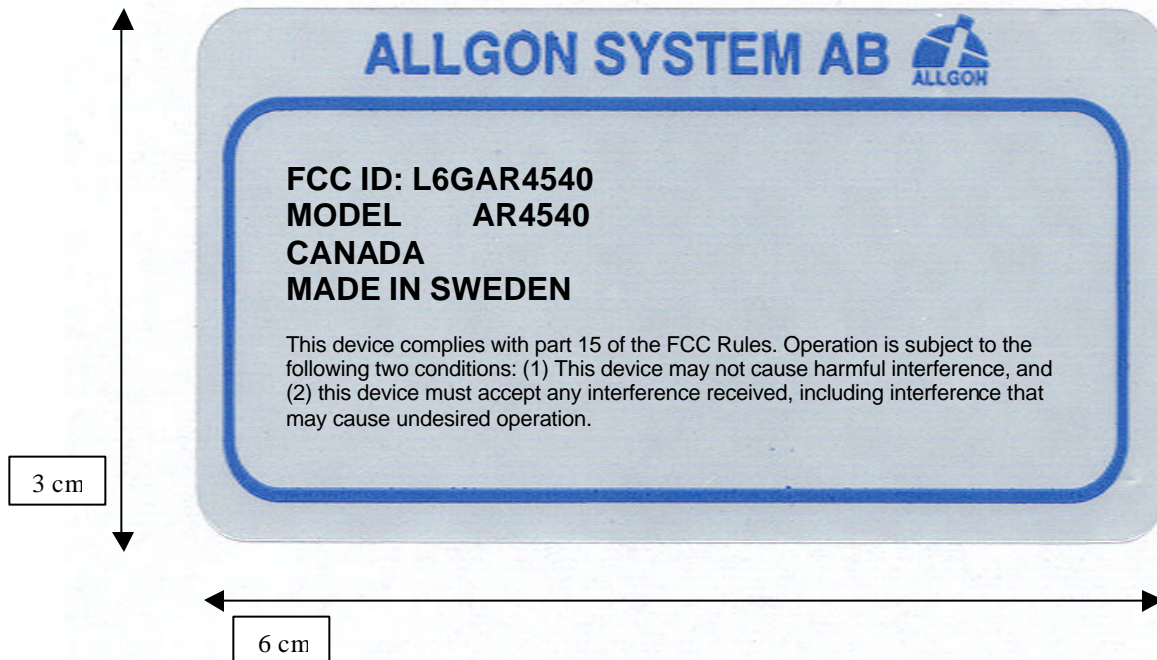 ALLGON SYSTEM AB
ALLGON
FCC ID: L6GAR4540
MODEL AR4540
CANADA
MADE IN SWEDEN
This device complies with part 15 of the FCC Rules. Operation is subject to the
following two conditions: (1) This device may not cause harmful interference, and
(2) this device must accept any interference received, including interference that
may cause undesired operation.
3 cm
6 cm